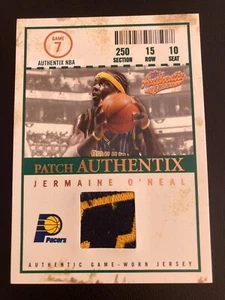 GAME
7
AUTHENTIX NBA
250 15 10
SECTION ROW SEAT
Authentix
PATCH AUTHENTIX
JERMAINE O'NEAL
Pacers
AUTHENTIC GAME-WORN JERSEY